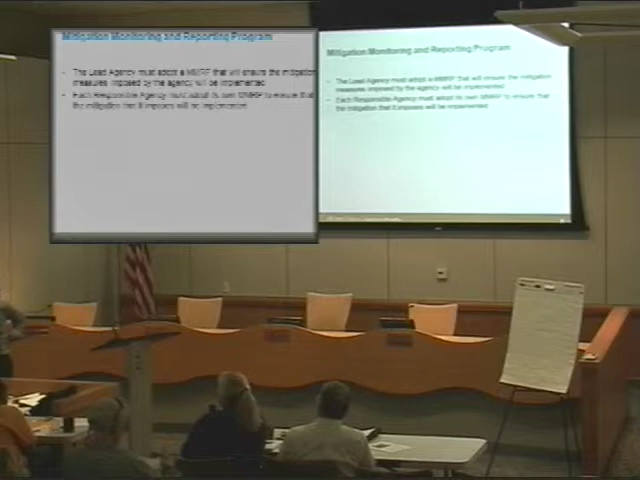 Mitigation Monitoring and Reporting Program
The Lead Agency must adopt a MMRP that will ensure the mitigation
measures imposed by the agency will be implemented
Each Responsible Agency must adopt its own MMRP to ensure that
the mitigation that it imposes will be implemented
Mitigation Monitoring and Reporting Program
The Lead Agency must adopt a MMRP that will ensure the mitigation
measures imposed by the agency will be implemented
Each Responsible Agency must adopt its own MMRP to ensure that
the mitigation that it imposes will be implemented